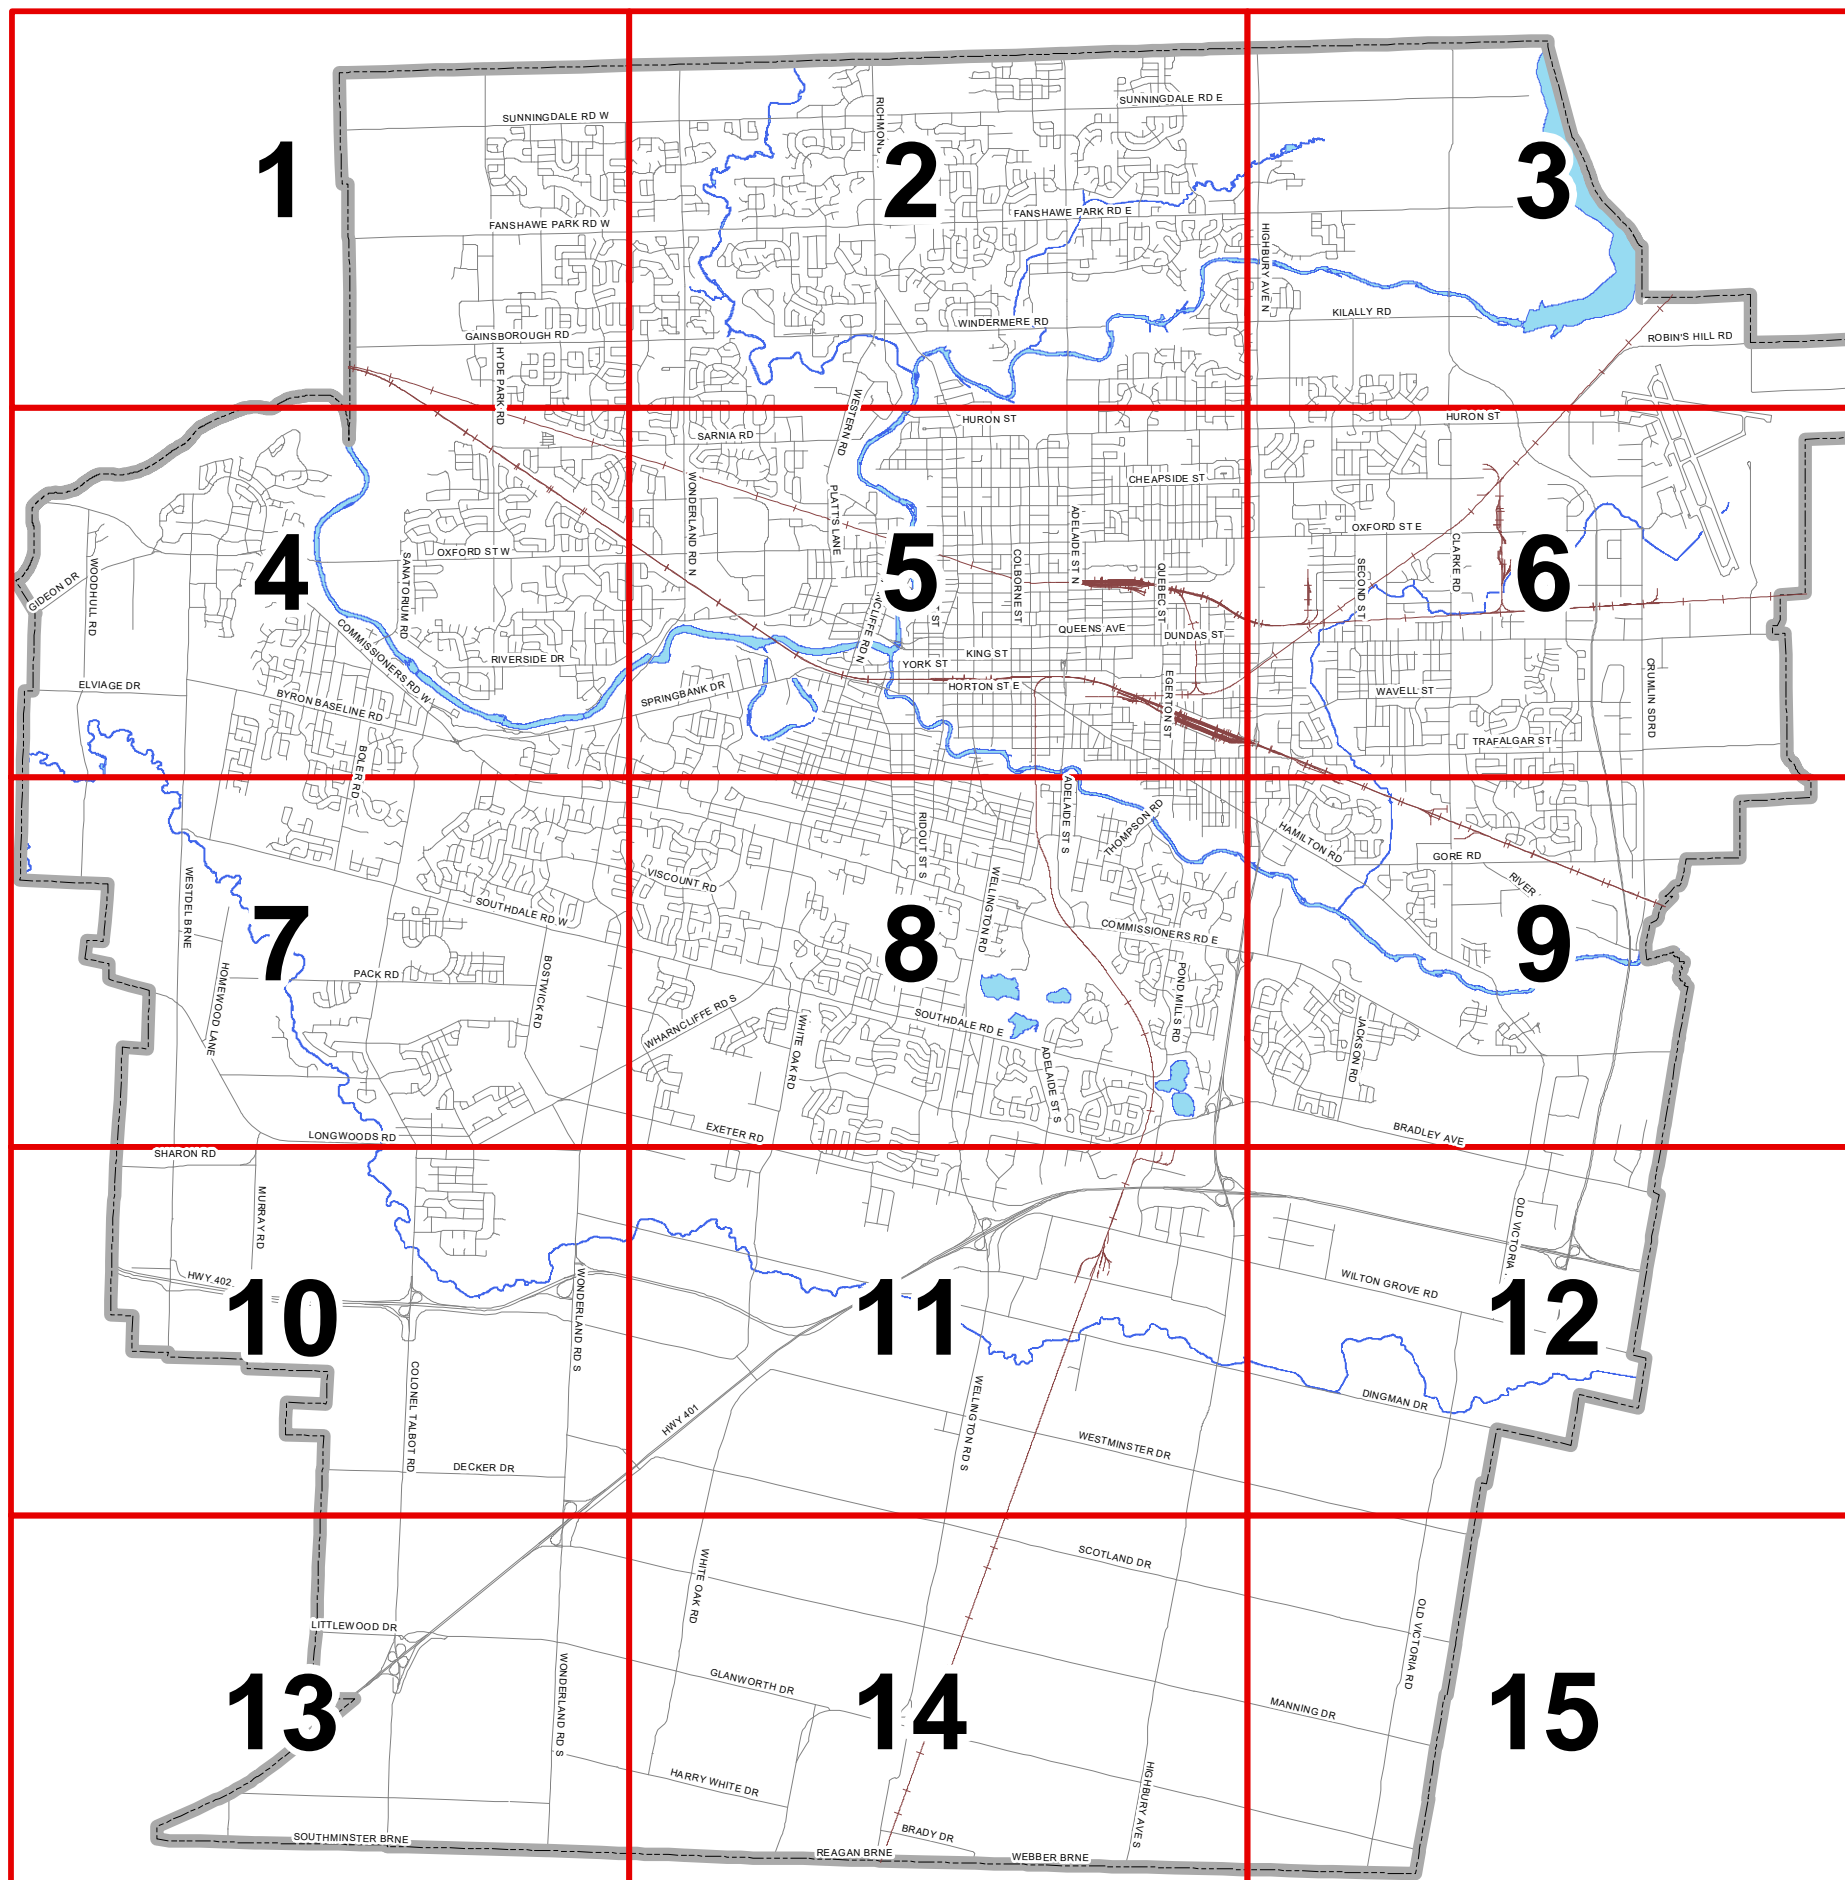 SUNNINGDALE RD E
RICHMOND
SUNNINGDALE RD W
1
2
3
FANSHAWE PARK RD E
FANSHAWE PARK RD W
HIGHBURY AVE N
KILALLY RD
WINDERMERE RD
GAINSBOROUGH RD
ROBIN'S HILL RD
HYDE PARK RD
WESTERN RD
HURON ST
HURON ST
SARNIA RD
CHEAPSIDE ST
WONDERLAND RD N
PLATT'S LANE
ADELAIDE ST N
OXFORD ST E
OXFORD ST W
4
5
6
WOODHULL RD
GIDEON DR
SANATORIUM RD
COLBORNE ST
QUEBEC ST
SECOND ST
CLARKE RD
NCLIFFE RD N
ST
COMMISSIONERS RD W
QUEENS AVE
DUNDAS ST
KING ST
YORK ST
RIVERSIDE DR
ELVIAGE DR
BYRON BASELINE RD
SPRINGBANK DR
HORTON ST E
EGERTON ST
WAVELL ST
CRUMLIN SDRD
TRAFALGAR ST
BOLER RD
ADELAIDE ST S
THOMPSON RD
RIDOUT ST S
HAMILTON RD
GORE RD
VISCOUNT RD
WELLINGTON RD
RIVER
WESTDEL BRNE
SOUTHDALE RD W
7
8
9
COMMISSIONERS RD E
HOMEWOOD LANE
PACK RD
BOSTWICK RD
POND MILLS RD
WHARNCLIFFE RD S
SOUTHDALE RD E
WHITE OAK RD
JACKSON RD
ADELAIDE ST S
EXETER RD
BRADLEY AVE
LONGWOODS RD
SHARON RD
MURRAY RD
OLD VICTORIA
HWY 402
WONDERLAND RD S
WILTON GROVE RD
10
11
12
COLONEL TALBOT RD
WELLINGTON RD S
DINGMAN DR
HWY 401
WESTMINSTER DR
DECKER DR
WHITE OAK RD
SCOTLAND DR
OLD VICTORIA RD
LITTLEWOOD DR
WONDERLAND RD S
GLANWORTH DR
MANNING DR
13
14
15
HARRY WHITE DR
HIGHBURY AVE S
BRADY DR
SOUTHMINSTER BRNE
REAGAN BRNE
WEBBER BRNE